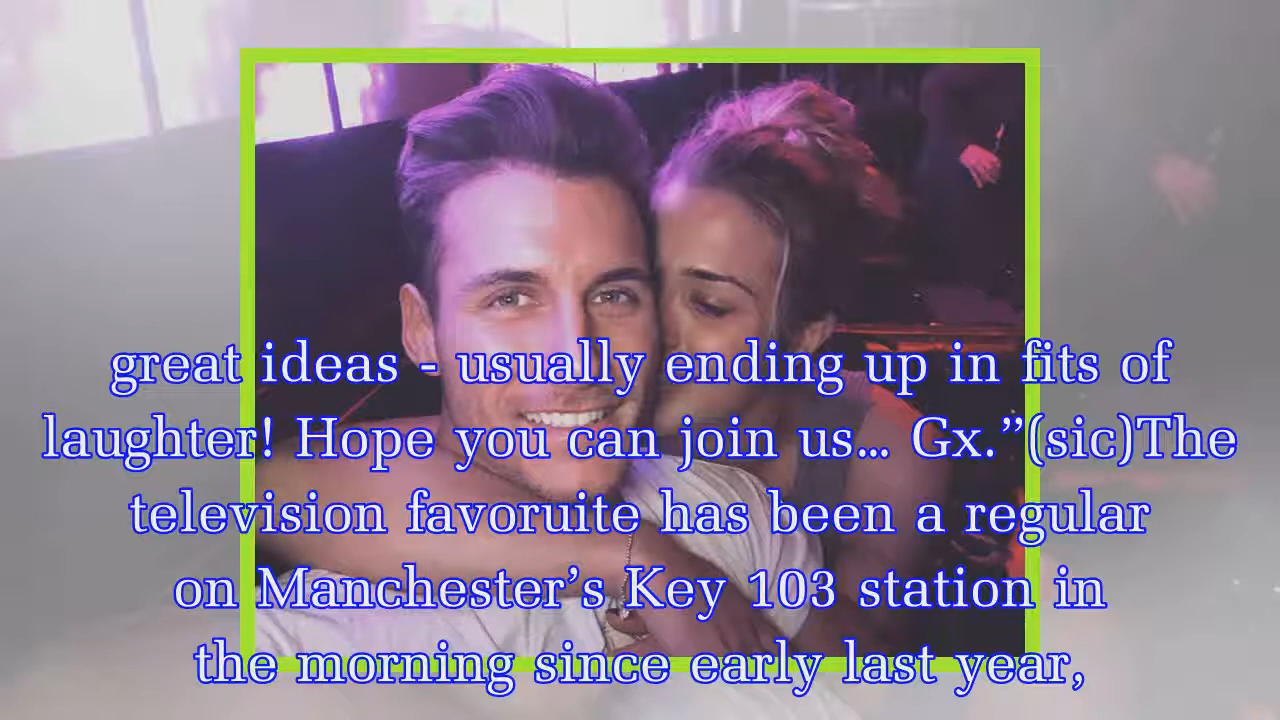 great ideas - usually ending up in fits of
laughter! Hope you can join us... Gx.”(sic)The
television favoruite has been a regular
on Manchester’s Key 103 station in
the morning since early last year,